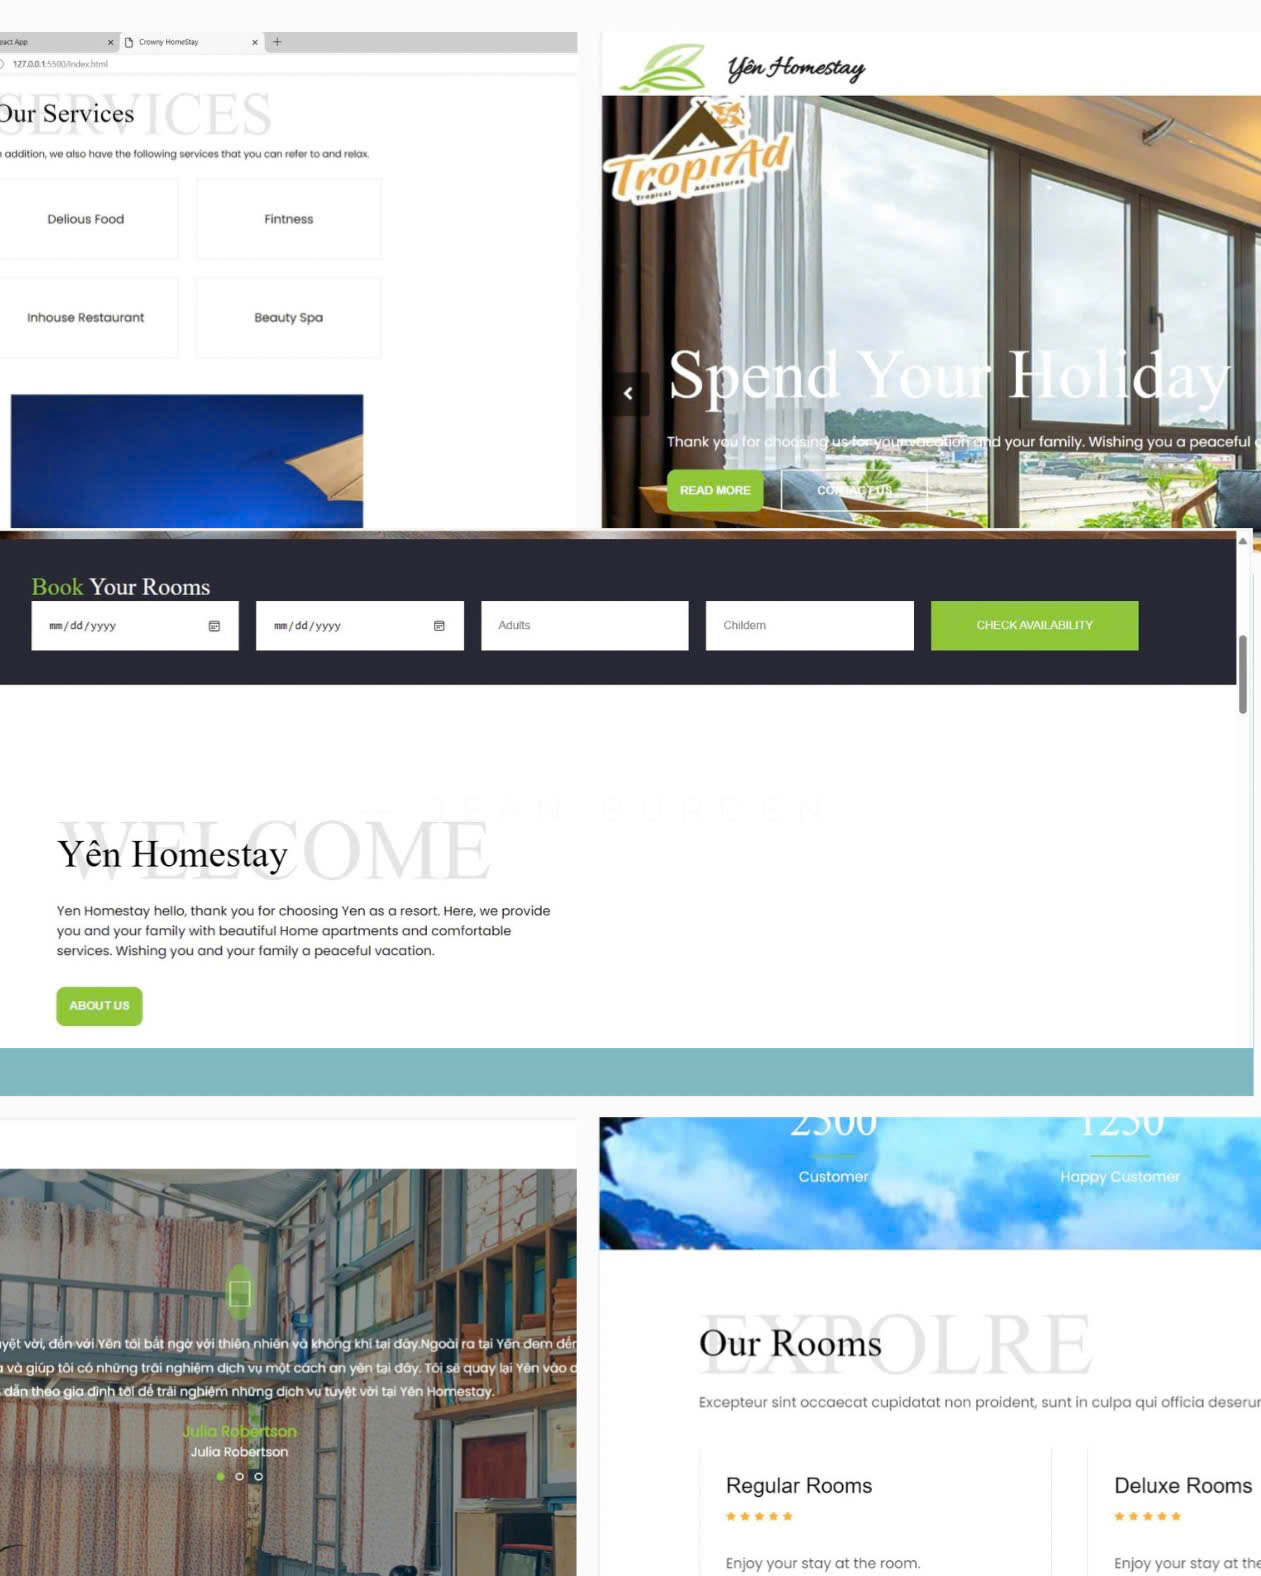 React App
Crowny HomeStay
127.0.0.1:5500/index.html
SERVICES
Our Services
In addition, we also have the following services that you can refer to and relax.
Delious Food
Fintness
Inhouse Restaurant
Beauty Spa
Yên Homestay
TropiAd
Tropical Adventures
Spend Your Holiday
Thank you for choosing us for your vacation and your family. Wishing you a peaceful
READ MORE
CONTACT US
Book Your Rooms
mm/dd/yyyy
mm/dd/yyyy
Adults
Childern
CHECK AVAILABILITY
JEAN BURDEN
WELCOME
Yên Homestay
Yen Homestay hello, thank you for choosing Yen as a resort. Here, we provide
you and your family with beautiful Home apartments and comfortable
services. Wishing you and your family a peaceful vacation.
ABOUT US
vời, đến với Yên tôi bất ngờ với thiên nhiên và không khí tại đây.Ngoài ra tại Yên đem đến
và giúp tôi có những trải nghiệm dịch vụ một cách an yên tại đây. Tôi sẽ quay lại Yên vào
dẫn theo gia đình tôi để trải nghiệm những dịch vụ tuyệt vời tại Yên Homestay.
Julia Robertson
Julia Robertson
2500
1250
Customer
Happy Customer
EXPOLRE
Our Rooms
Excepteur sint occaecat cupidatat non proident, sunt in culpa qui officia
Regular Rooms
Deluxe Rooms
Enjoy your stay at the room.
Enjoy your stay at the